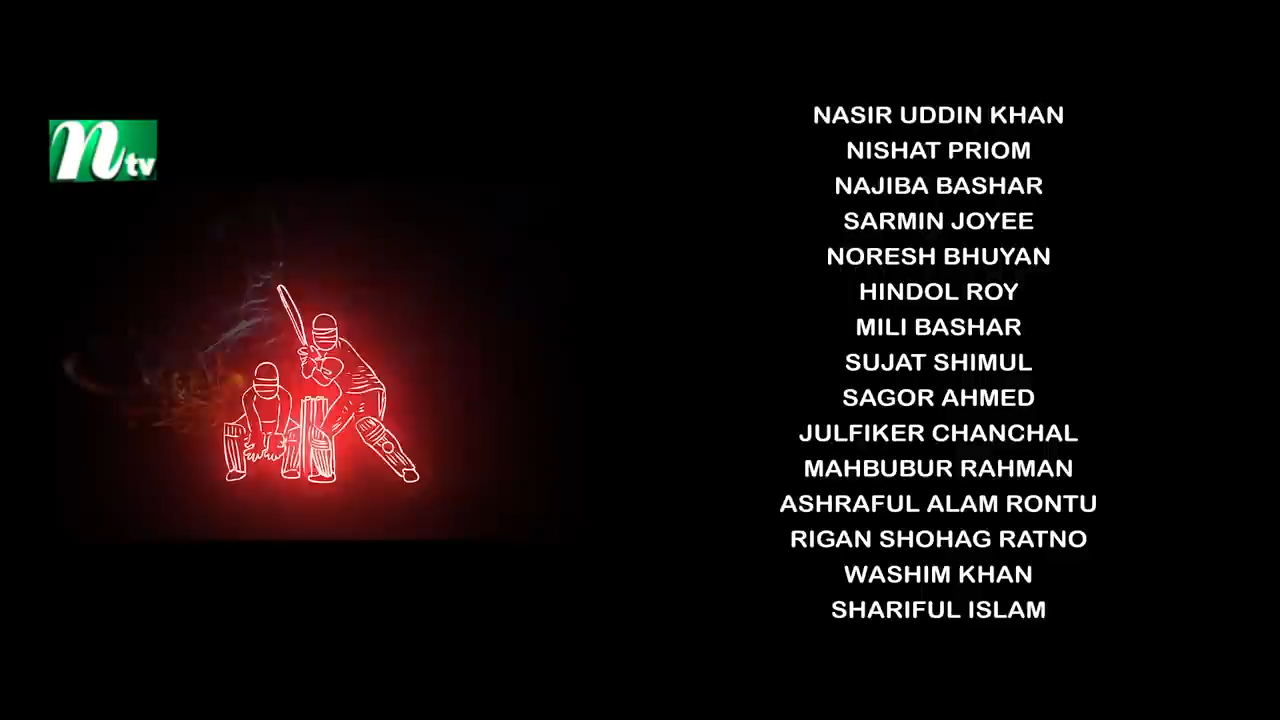 ntv
NASIR UDDIN KHAN
NISHAT PRIOM
NAJIBA BASHAR
SARMIN JOYEE
NORESH BHUYAN
HINDOL ROY
MILI BASHAR
SUJAT SHIMUL
SAGOR AHMED
JULFIKER CHANCHAL
MAHBUBUR RAHMAN
ASHRAFUL ALAM RONTU
RIGAN SHOHAG RATNO
WASHIM KHAN
SHARIFUL ISLAM